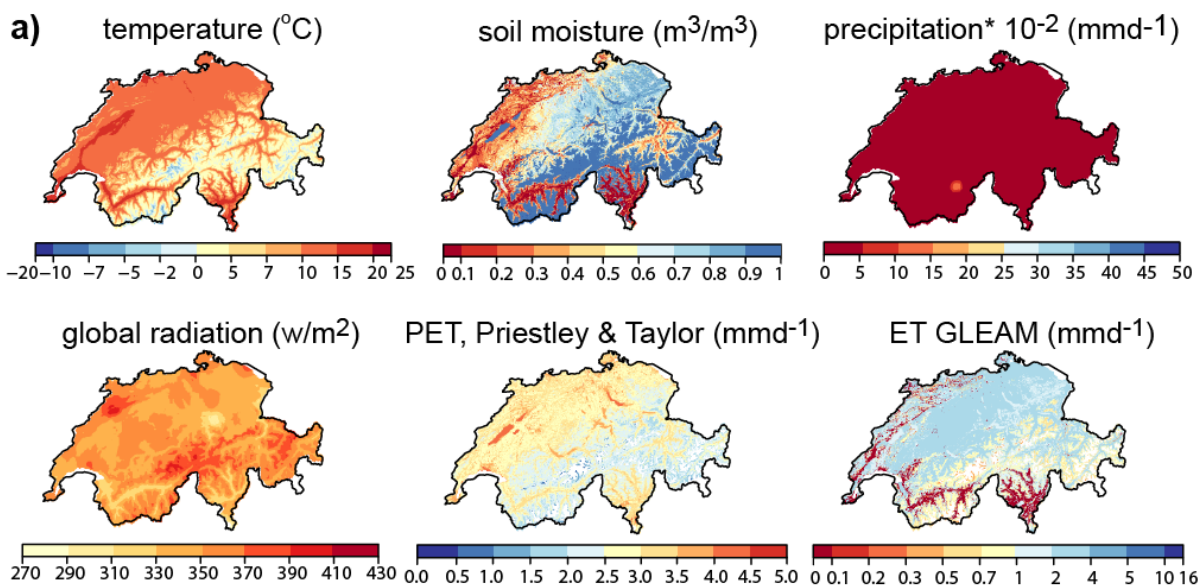 a)
temperature (°C)
soil moisture (m³/m³)
precipitation* 10⁻² (mmd⁻¹)
−20 −10 −7 −5 −2 0 5 7 10 15 20 25
0 0.1 0.2 0.3 0.4 0.5 0.6 0.7 0.8 0.9 1
0 5 10 15 20 25 30 35 40 45 50
global radiation (w/m²)
PET, Priestley & Taylor (mmd⁻¹)
ET GLEAM (mmd⁻¹)
270 290 310 330 350 370 390 410 430
0.0 0.5 1.0 1.5 2.0 2.5 3.0 3.5 4.0 4.5 5.0
0 0.1 0.2 0.3 0.5 0.7 1 2 4 5 10 12